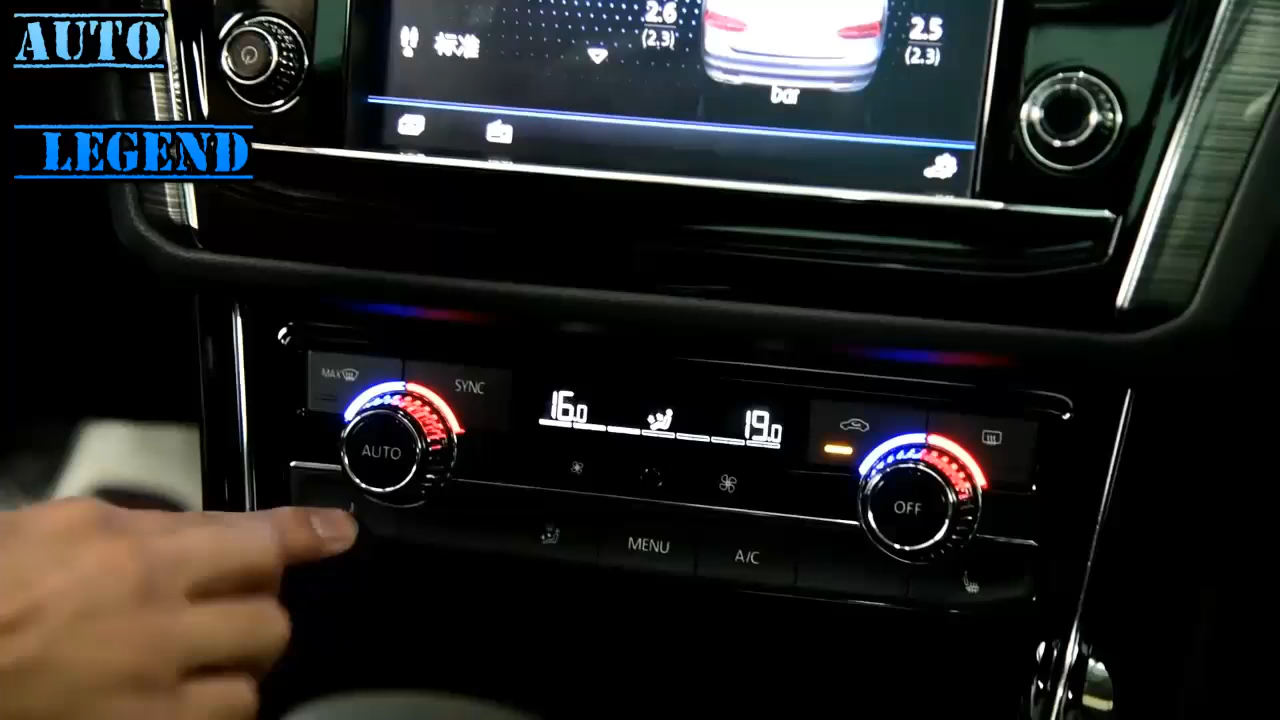 AUTO
LEGEND
2.6
(2.3)
2.5
(2.3)
标准
bar
MAX
SYNC
16.0
19.0
AUTO
OFF
MENU
A/C